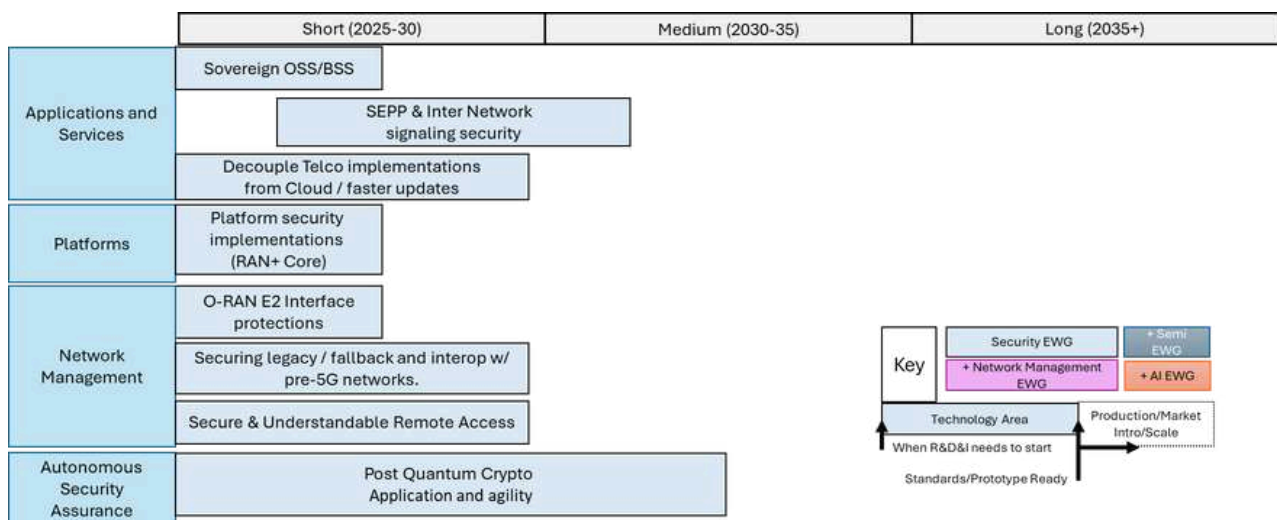 Short (2025-30)
Medium (2030-35)
Long (2035+)
Applications and
Services
Sovereign OSS/BSS
SEPP & Inter Network
signaling security
Decouple Telco implementations
from Cloud / faster updates
Platforms
Platform security
implementations
(RAN+ Core)
Network
Management
O-RAN E2 Interface
protections
Securing legacy / fallback and interop w/
pre-5G networks.
Secure & Understandable Remote Access
Autonomous
Security
Assurance
Post Quantum Crypto
Application and agility
Key
Security EWG
+ Semi
EWG
+ Network Management
EWG
+ AI EWG
Technology Area
Production/Market
Intro/Scale
When R&D&I needs to start
Standards/Prototype Ready